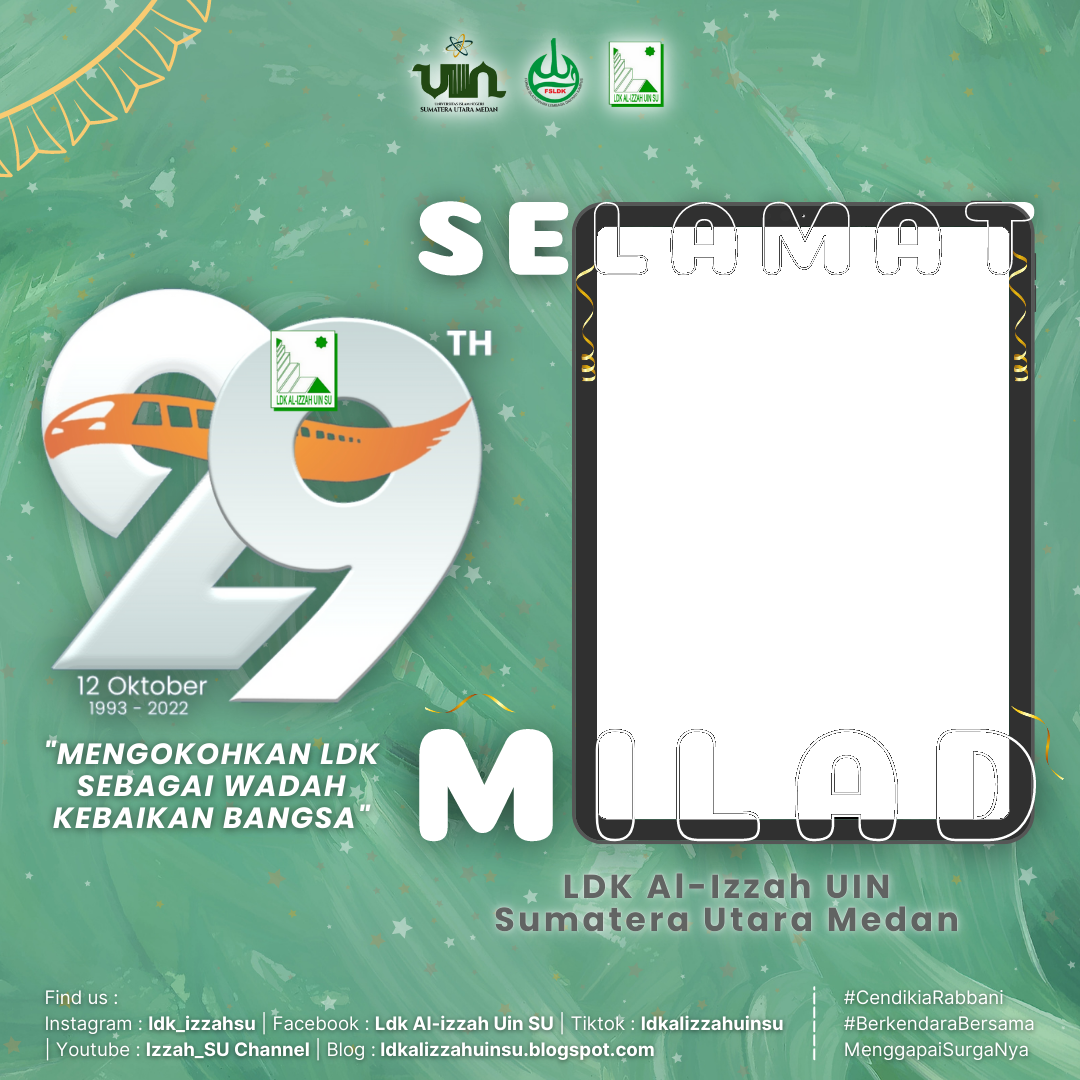 UIN
UNIVERSITAS ISLAM NEGERI
SUMATERA UTARA MEDAN
FSLDK
LDK AL-IZZAH UIN SU
SELAMAT
29 TH
LDK AL-IZZAH UIN SU
12 Oktober
1993 - 2022
"MENGOKOHKAN LDK
SEBAGAI WADAH
KEBAIKAN BANGSA"
MILAD
LDK Al-Izzah UIN
Sumatera Utara Medan
Find us :
Instagram : ldk_izzahsu | Facebook : Ldk Al-izzah Uin SU | Tiktok : ldkalizzahuinsu
| Youtube : Izzah_SU Channel | Blog : ldkalizzahuinsu.blogspot.com
#CendikiaRabbani
#BerkendaraBersama
MenggapaiSurgaNya